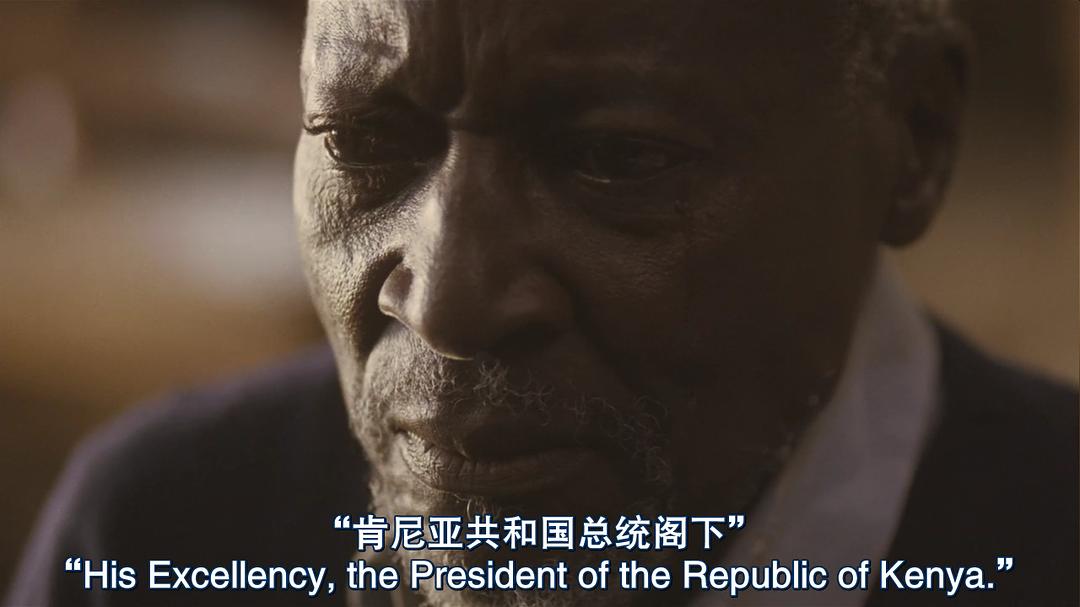 “肯尼亚共和国总统阁下”
“His Excellency, the President of the Republic of Kenya.”